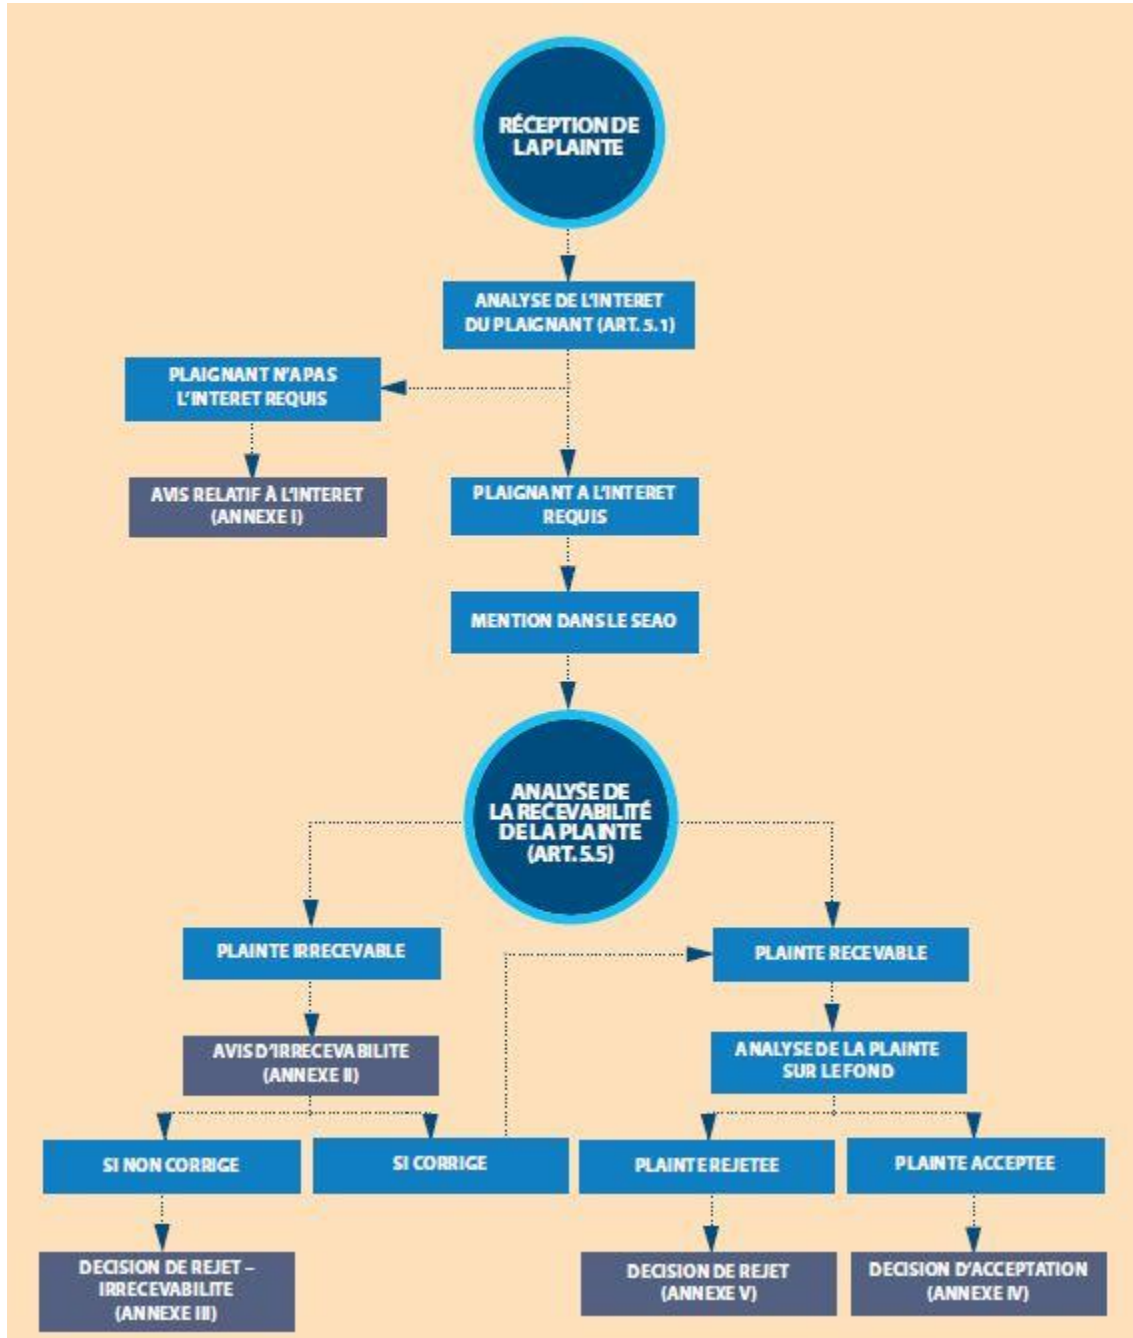 RÉCEPTION DE
LA PLAINTE
ANALYSE DE L'INTERET
DU PLAIGNANT (ART. 5.1)
PLAIGNANT N'A PAS
L'INTERET REQUIS
AVIS RELATIF À L'INTERET
(ANNEXE I)
PLAIGNANT A L'INTERET
REQUIS
MENTION DANS LE SEAO
ANALYSE DE
LA RECEVABILITÉ
DE LA PLAINTE
(ART. 5.5)
PLAINTE IRRECEVABLE
PLAINTE RECEVABLE
AVIS D'IRRECEVABILITE
(ANNEXE II)
ANALYSE DE LA PLAINTE
SUR LE FOND
SI NON CORRIGE
SI CORRIGE
PLAINTE REJETEE
PLAINTE ACCEPTEE
DECISION DE REJET –
IRRECEVABILITE
(ANNEXE III)
DECISION DE REJET
(ANNEXE V)
DECISION D'ACCEPTATION
(ANNEXE IV)